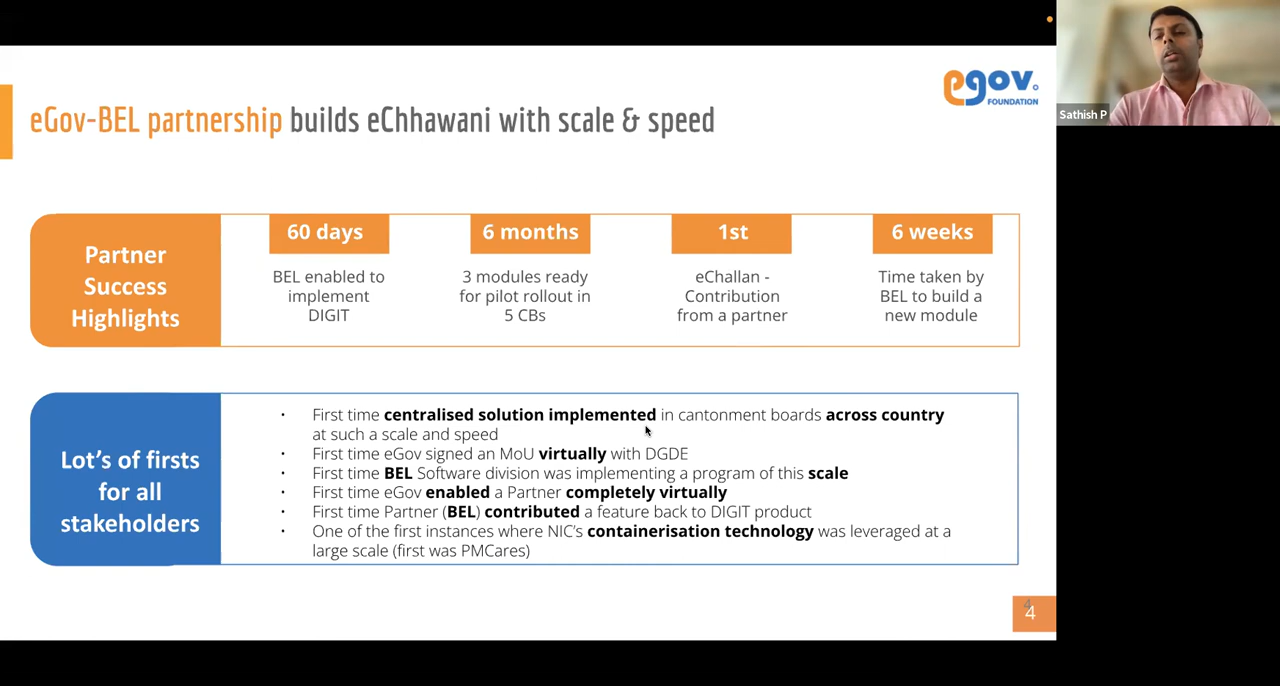 egov.
FOUNDATION
Sathish P
eGov-BEL partnership builds eChhawani with scale & speed
Partner
Success
Highlights
60 days
BEL enabled to
implement
DIGIT
6 months
3 modules ready
for pilot rollout in
5 CBs
1st
eChallan -
Contribution
from a partner
6 weeks
Time taken by
BEL to build a
new module
Lot's of firsts
for all
stakeholders
• First time centralised solution implemented in cantonment boards across country
at such a scale and speed
• First time eGov signed an MoU virtually with DGDE
• First time BEL Software division was implementing a program of this scale
• First time eGov enabled a Partner completely virtually
• First time Partner (BEL) contributed a feature back to DIGIT product
• One of the first instances where NIC's containerisation technology was leveraged at a
large scale (first was PMCares)
4
4